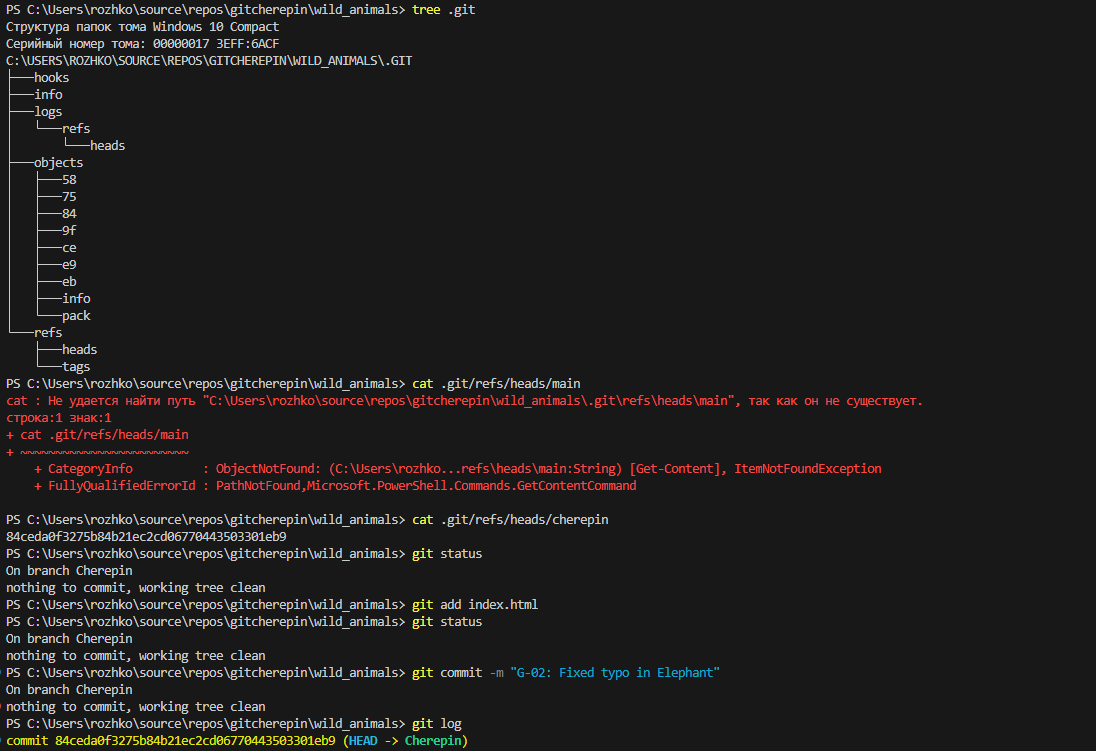 PS C:\Users\rozhko\source\repos\gitcherepin\wild_animals> tree .git
Структура папок тома Windows 10 Compact
Серийный номер тома: 00000017 3EFF:6ACF
C:\USERS\ROZHKO\SOURCE\REPOS\GITCHEREPIN\WILD_ANIMALS\.GIT
├───hooks
├───info
├───logs
│   └───refs
│       └───heads
├───objects
│   ├───58
│   ├───75
│   ├───84
│   ├───9f
│   ├───ce
│   ├───e9
│   ├───eb
│   ├───info
│   └───pack
└───refs
    ├───heads
    └───tags
PS C:\Users\rozhko\source\repos\gitcherepin\wild_animals> cat .git/refs/heads/main
cat : Не удается найти путь "C:\Users\rozhko\source\repos\gitcherepin\wild_animals\.git\refs\heads\main", так как он не существует.
строка:1 знак:1
+ cat .git/refs/heads/main
+ ~~~~~~~~~~~~~~~~~~~~~~~~
    + CategoryInfo          : ObjectNotFound: (C:\Users\rozhko...refs\heads\main:String) [Get-Content], ItemNotFoundException
    + FullyQualifiedErrorId : PathNotFound,Microsoft.PowerShell.Commands.GetContentCommand
PS C:\Users\rozhko\source\repos\gitcherepin\wild_animals> cat .git/refs/heads/cherepin
84ceda0f3275b84b21ec2cd06770443503301eb9
PS C:\Users\rozhko\source\repos\gitcherepin\wild_animals> git status
On branch Cherepin
nothing to commit, working tree clean
PS C:\Users\rozhko\source\repos\gitcherepin\wild_animals> git add index.html
PS C:\Users\rozhko\source\repos\gitcherepin\wild_animals> git status
On branch Cherepin
nothing to commit, working tree clean
PS C:\Users\rozhko\source\repos\gitcherepin\wild_animals> git commit -m "G-02: Fixed typo in Elephant"
On branch Cherepin
nothing to commit, working tree clean
PS C:\Users\rozhko\source\repos\gitcherepin\wild_animals> git log
commit 84ceda0f3275b84b21ec2cd06770443503301eb9 (HEAD -> Cherepin)